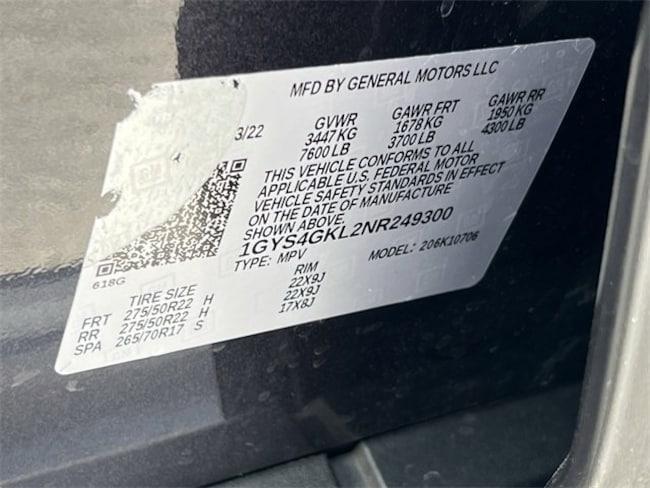 MFD BY GENERAL MOTORS LLC
3/22
GVWR GAWR FRT GAWR RR
3447 KG 1678 KG 1950 KG
7600 LB 3700 LB 4300 LB
THIS VEHICLE CONFORMS TO ALL
APPLICABLE U.S. FEDERAL MOTOR
VEHICLE SAFETY STANDARDS IN EFFECT
ON THE DATE OF MANUFACTURE
SHOWN ABOVE.
1GYS4GKL2NR249300
TYPE: MPV MODEL: 206K10706
618G
TIRE SIZE RIM
FRT 275/50R22 H 22X9J
RR 275/50R22 H 22X9J
SPA 265/70R17 S 17X8J